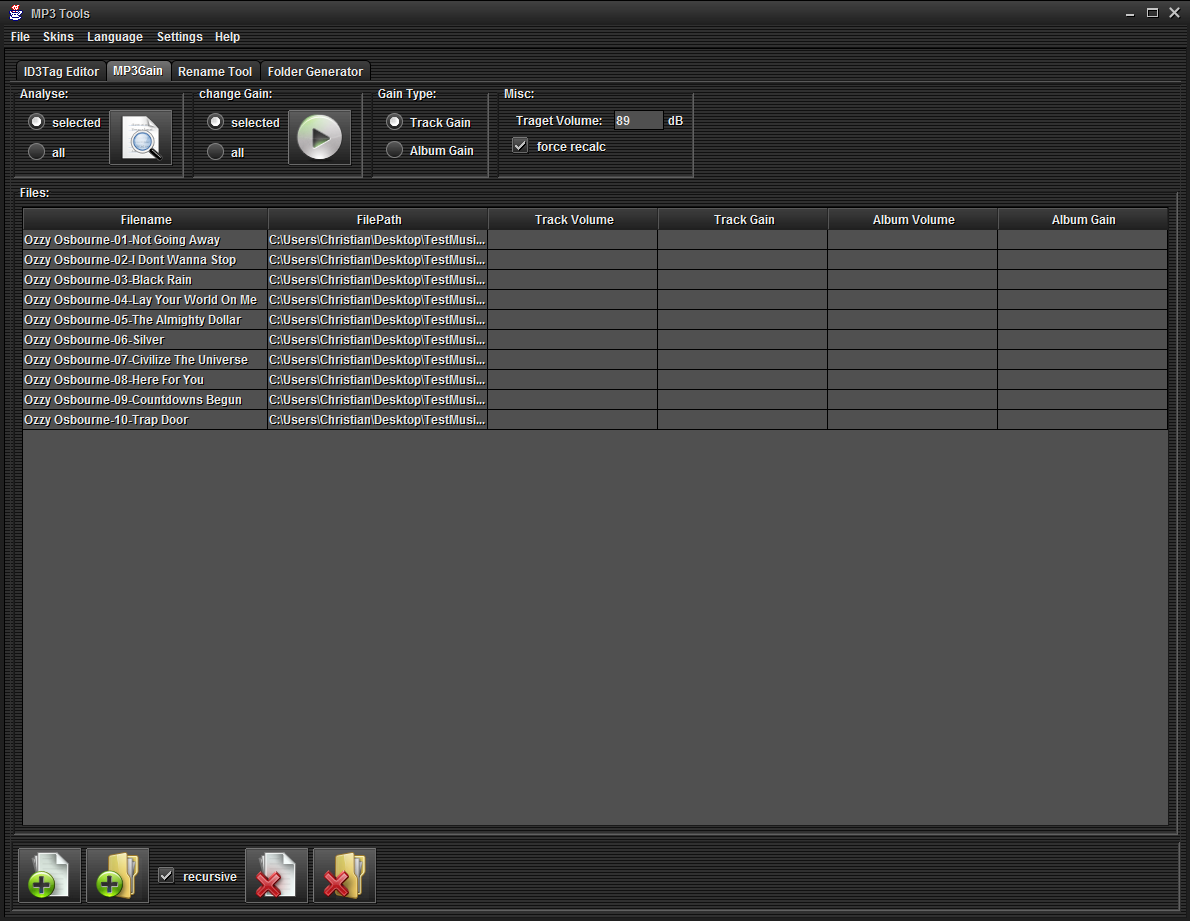 MP3 Tools
File Skins Language Settings Help
ID3Tag Editor MP3Gain Rename Tool Folder Generator
Analyse: change Gain: Gain Type: Misc:
selected selected Track Gain Traget Volume: 89 dB
all all Album Gain force recalc
Files:
Filename FilePath Track Volume Track Gain Album Volume Album Gain
Ozzy Osbourne-01-Not Going Away C:\Users\Christian\Desktop\TestMusi...
Ozzy Osbourne-02-I Dont Wanna Stop C:\Users\Christian\Desktop\TestMusi...
Ozzy Osbourne-03-Black Rain C:\Users\Christian\Desktop\TestMusi...
Ozzy Osbourne-04-Lay Your World On Me C:\Users\Christian\Desktop\TestMusi...
Ozzy Osbourne-05-The Almighty Dollar C:\Users\Christian\Desktop\TestMusi...
Ozzy Osbourne-06-Silver C:\Users\Christian\Desktop\TestMusi...
Ozzy Osbourne-07-Civilize The Universe C:\Users\Christian\Desktop\TestMusi...
Ozzy Osbourne-08-Here For You C:\Users\Christian\Desktop\TestMusi...
Ozzy Osbourne-09-Countdowns Begun C:\Users\Christian\Desktop\TestMusi...
Ozzy Osbourne-10-Trap Door C:\Users\Christian\Desktop\TestMusi...
recursive